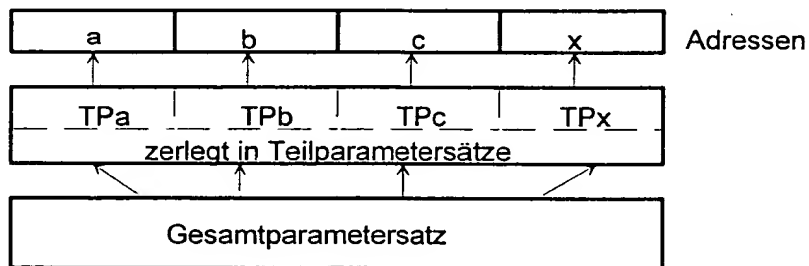 a b c x Adressen
TPa TPb TPc TPx
zerlegt in Teilparametersätze
Gesamtparametersatz